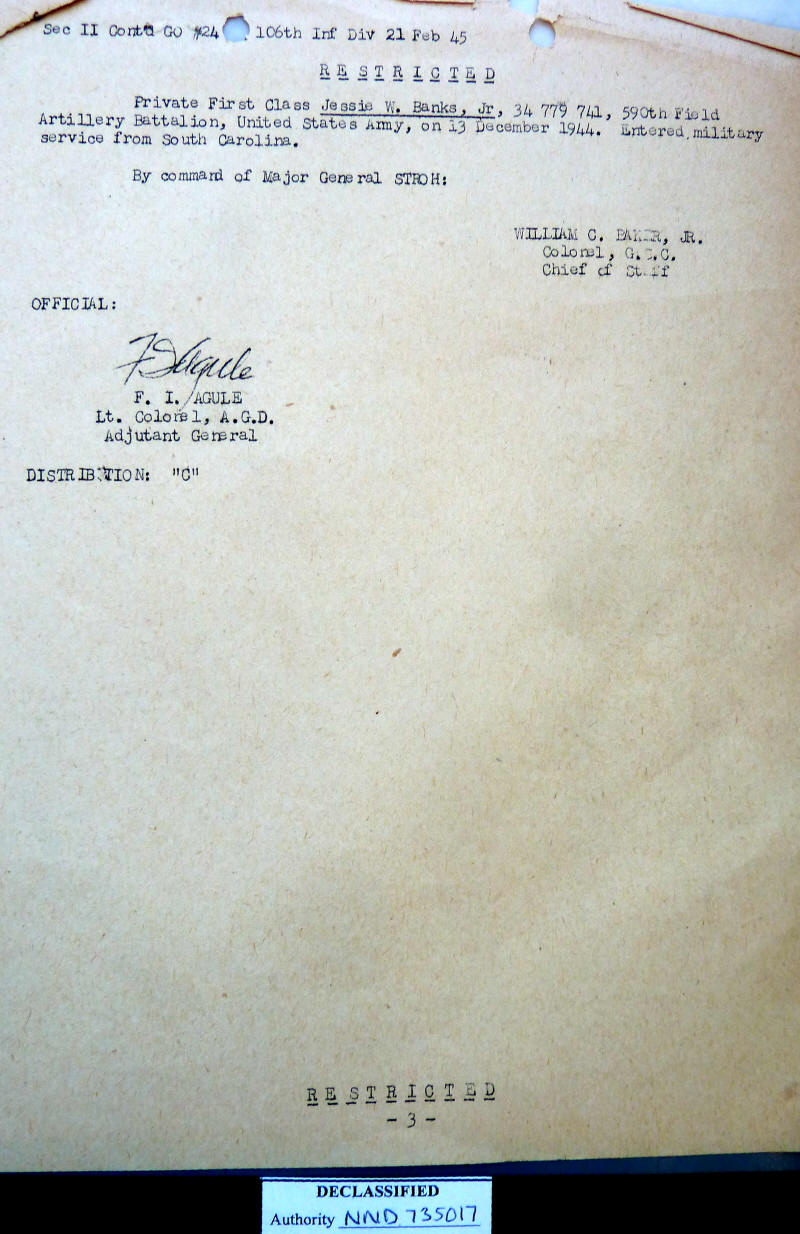 Sec II Cont'd GO #24 106th Inf Div 21 Feb 45
R E S T R I C T E D
Private First Class Jessie W. Banks, Jr, 34 779 741, 590th Field
Artillery Battalion, United States Army, on 13 December 1944. Entered military
service from South Carolina.
By command of Major General STROH:
WILLIAM C. BAKER, JR.
Colonel, G.S.C.
Chief of Staff
OFFICIAL:
F. I. Agule
F. I. AGULE
Lt. Colonel, A.G.D.
Adjutant General
DISTRIBUTION: "C"
R E S T R I C T E D
- 3 -
DECLASSIFIED
Authority NND 735017